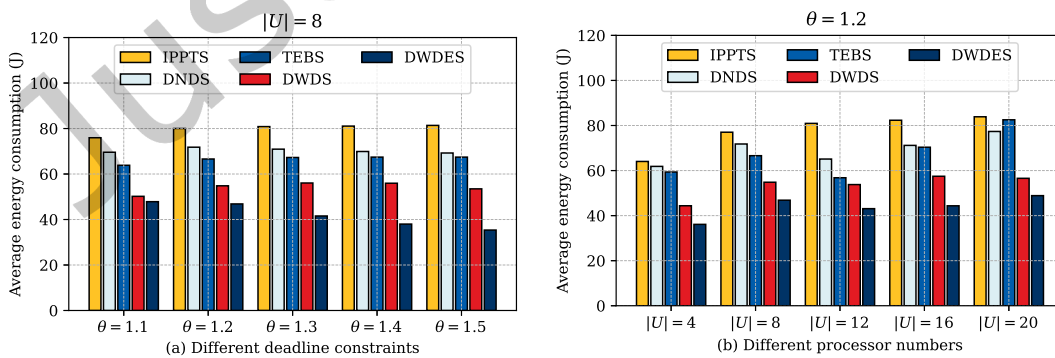 |U| = 8
Average energy consumption (J)
120
100
80
60
40
20
0
IPPTS
TEBS
DWDES
DNDS
DWDS
θ = 1.1
θ = 1.2
θ = 1.3
θ = 1.4
θ = 1.5
(a) Different deadline constraints
θ = 1.2
Average energy consumption (J)
120
100
80
60
40
20
0
IPPTS
TEBS
DWDES
DNDS
DWDS
|U| = 4
|U| = 8
|U| = 12
|U| = 16
|U| = 20
(b) Different processor numbers
Jus